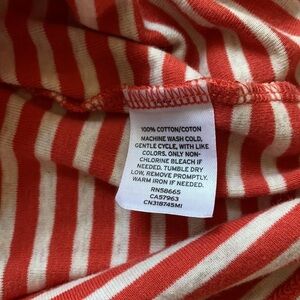 100% COTTON/COTON
MACHINE WASH COLD,
GENTLE CYCLE, WITH LIKE
COLORS. ONLY NON-
CHLORINE BLEACH IF
NEEDED. TUMBLE DRY
LOW, REMOVE PROMPTLY.
WARM IRON IF NEEDED.
RN58665
CA57963
CN318745MI